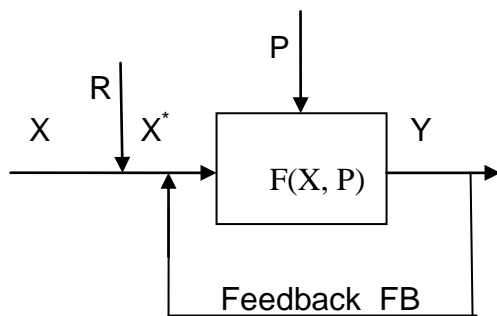 P
R
X X* Y
F(X, P)
Feedback FB